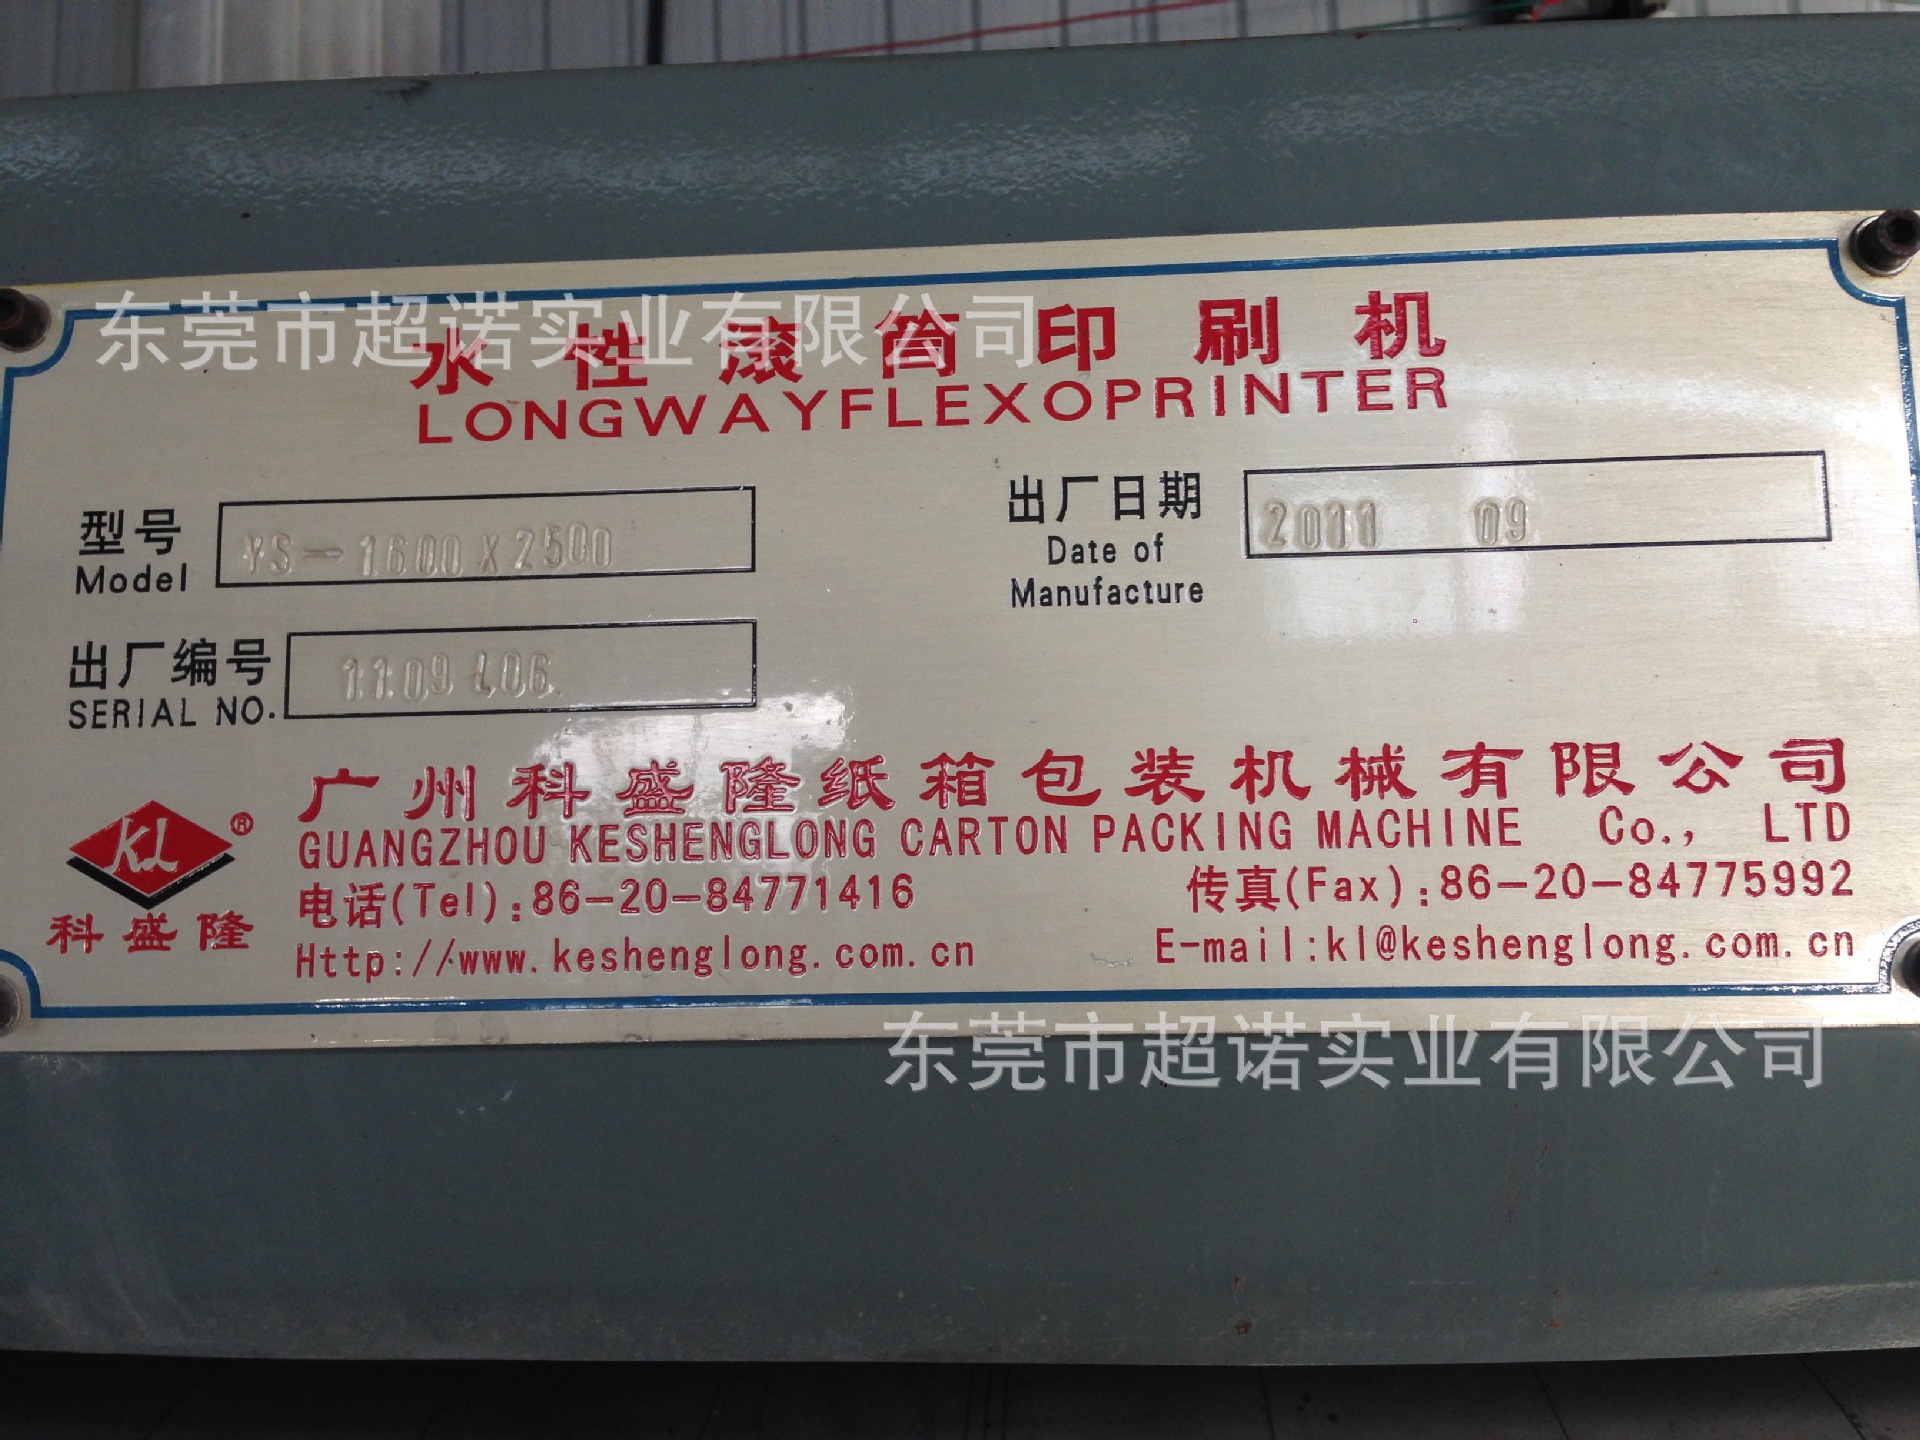 东莞市超诺实业有限公司
水性滚筒印刷机
LONGWAYFLEXOPRINTER
型号 YS-1600X2500
Model
出厂日期 2011 09
Date of
Manufacture
出厂编号 1109106
SERIAL NO.
广州科盛隆纸箱包装机械有限公司
GUANGZHOU KESHENGLONG CARTON PACKING MACHINE Co., LTD
KL ®
科盛隆
电话(Tel):86-20-84771416 传真(Fax):86-20-84775992
Http://www.keshenglong.com.cn E-mail:kl@keshenglong.com.cn
东莞市超诺实业有限公司